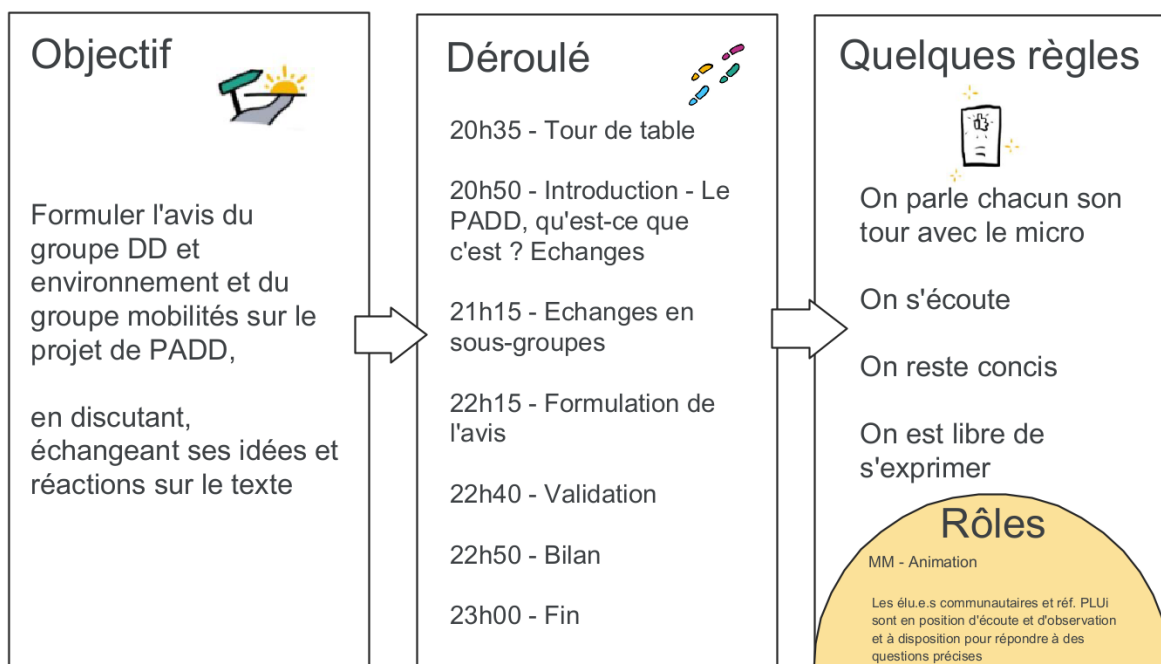 Objectif
Formuler l'avis du
groupe DD et
environnement et du
groupe mobilités sur le
projet de PADD,
en discutant,
échangeant ses idées et
réactions sur le texte
Déroulé
20h35 - Tour de table
20h50 - Introduction - Le
PADD, qu'est-ce que
c'est ? Echanges
21h15 - Echanges en
sous-groupes
22h15 - Formulation de
l'avis
22h40 - Validation
22h50 - Bilan
23h00 - Fin
Quelques règles
On parle chacun son
tour avec le micro
On s'écoute
On reste concis
On est libre de
s'exprimer
Rôles
MM - Animation
Les élu.e.s communautaires et réf. PLUi
sont en position d'écoute et d'observation
et à disposition pour répondre à des
questions précises